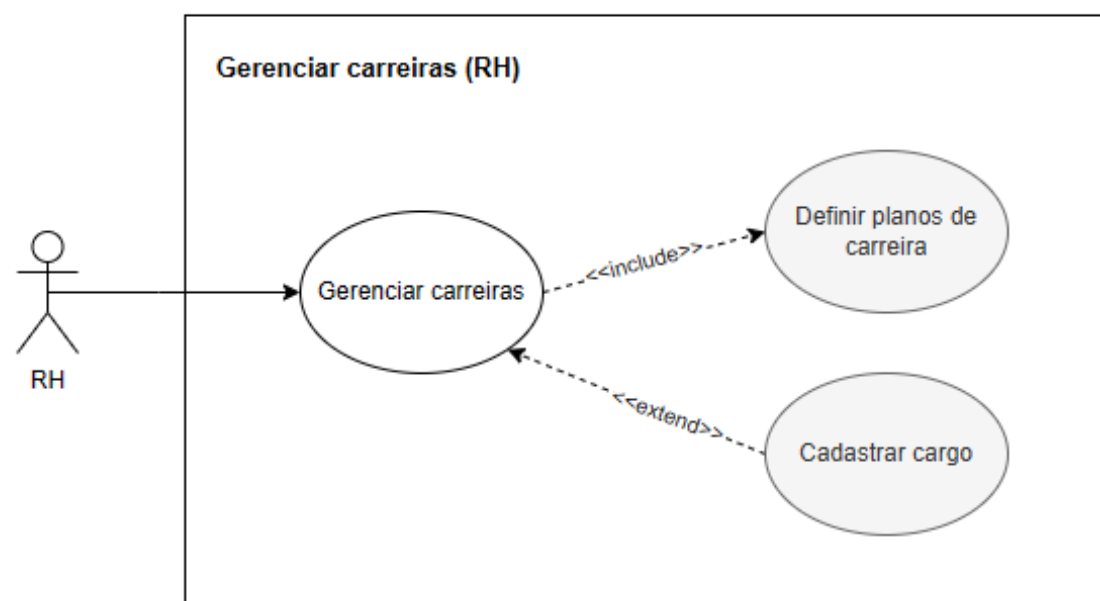 Gerenciar carreiras (RH)
Definir planos de
carreira
<<include>>
Gerenciar carreiras
RH
<<extend>>
Cadastrar cargo